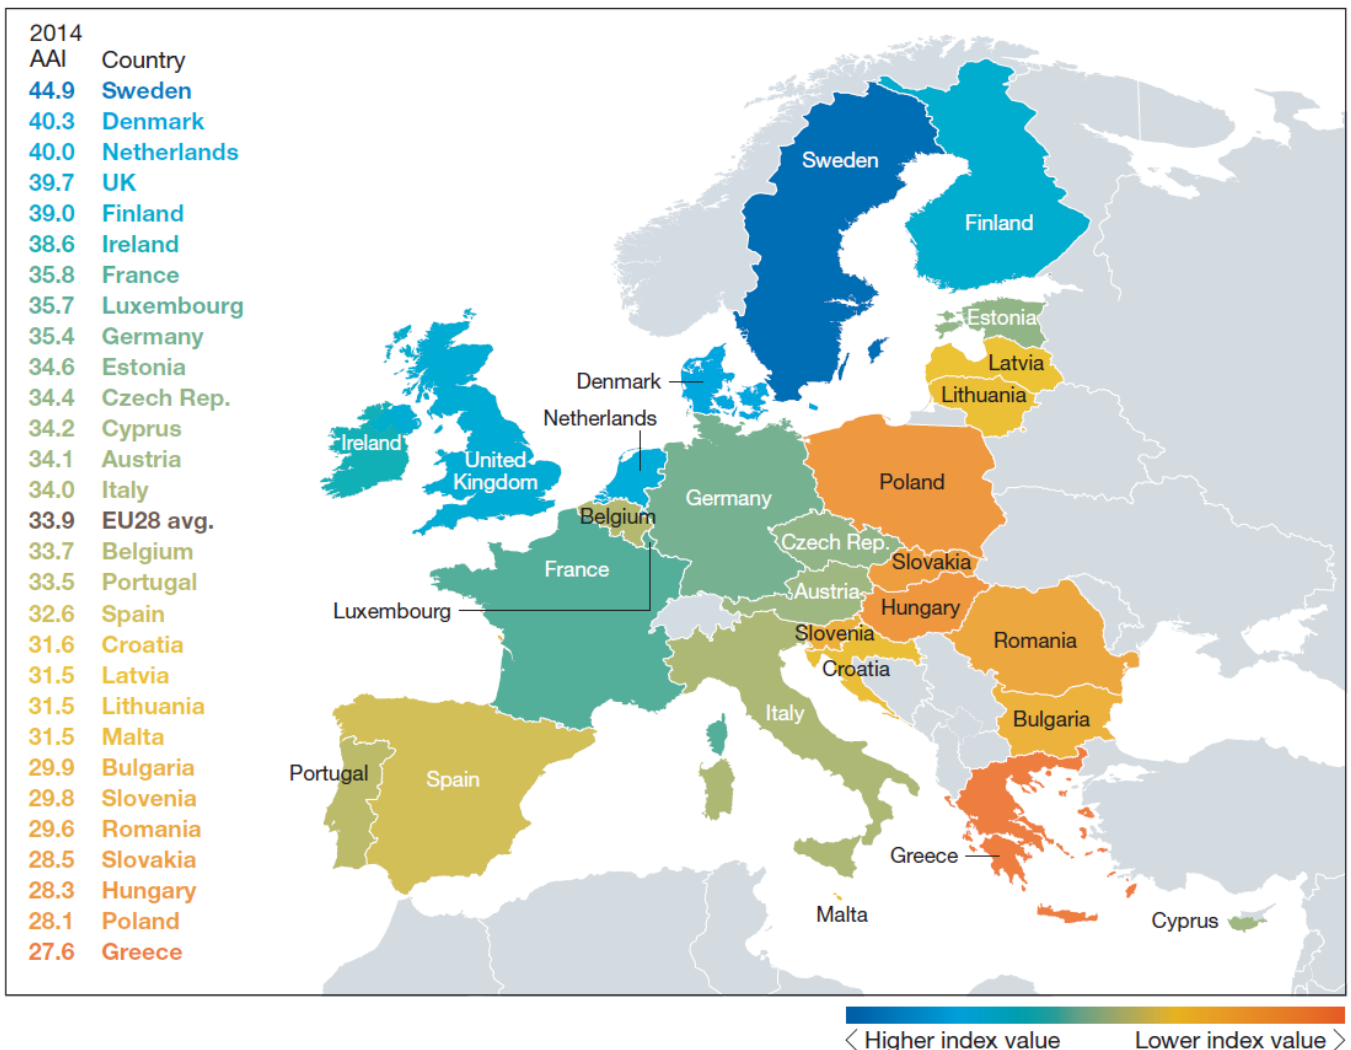 2014
AAI Country
44.9 Sweden
40.3 Denmark
40.0 Netherlands
39.7 UK
39.0 Finland
38.6 Ireland
35.8 France
35.7 Luxembourg
35.4 Germany
34.6 Estonia
34.4 Czech Rep.
34.2 Cyprus
34.1 Austria
34.0 Italy
33.9 EU28 avg.
33.7 Belgium
33.5 Portugal
32.6 Spain
31.6 Croatia
31.5 Latvia
31.5 Lithuania
31.5 Malta
29.9 Bulgaria
29.8 Slovenia
29.6 Romania
28.5 Slovakia
28.3 Hungary
28.1 Poland
27.6 Greece
Sweden
Finland
Estonia
Latvia
Denmark
Lithuania
Netherlands
Ireland
United
Kingdom
Poland
Germany
Belgium
Czech Rep.
Slovakia
France
Austria
Luxembourg
Hungary
Slovenia
Romania
Croatia
Italy
Bulgaria
Portugal
Spain
Greece
Malta
Cyprus
< Higher index value
Lower index value >